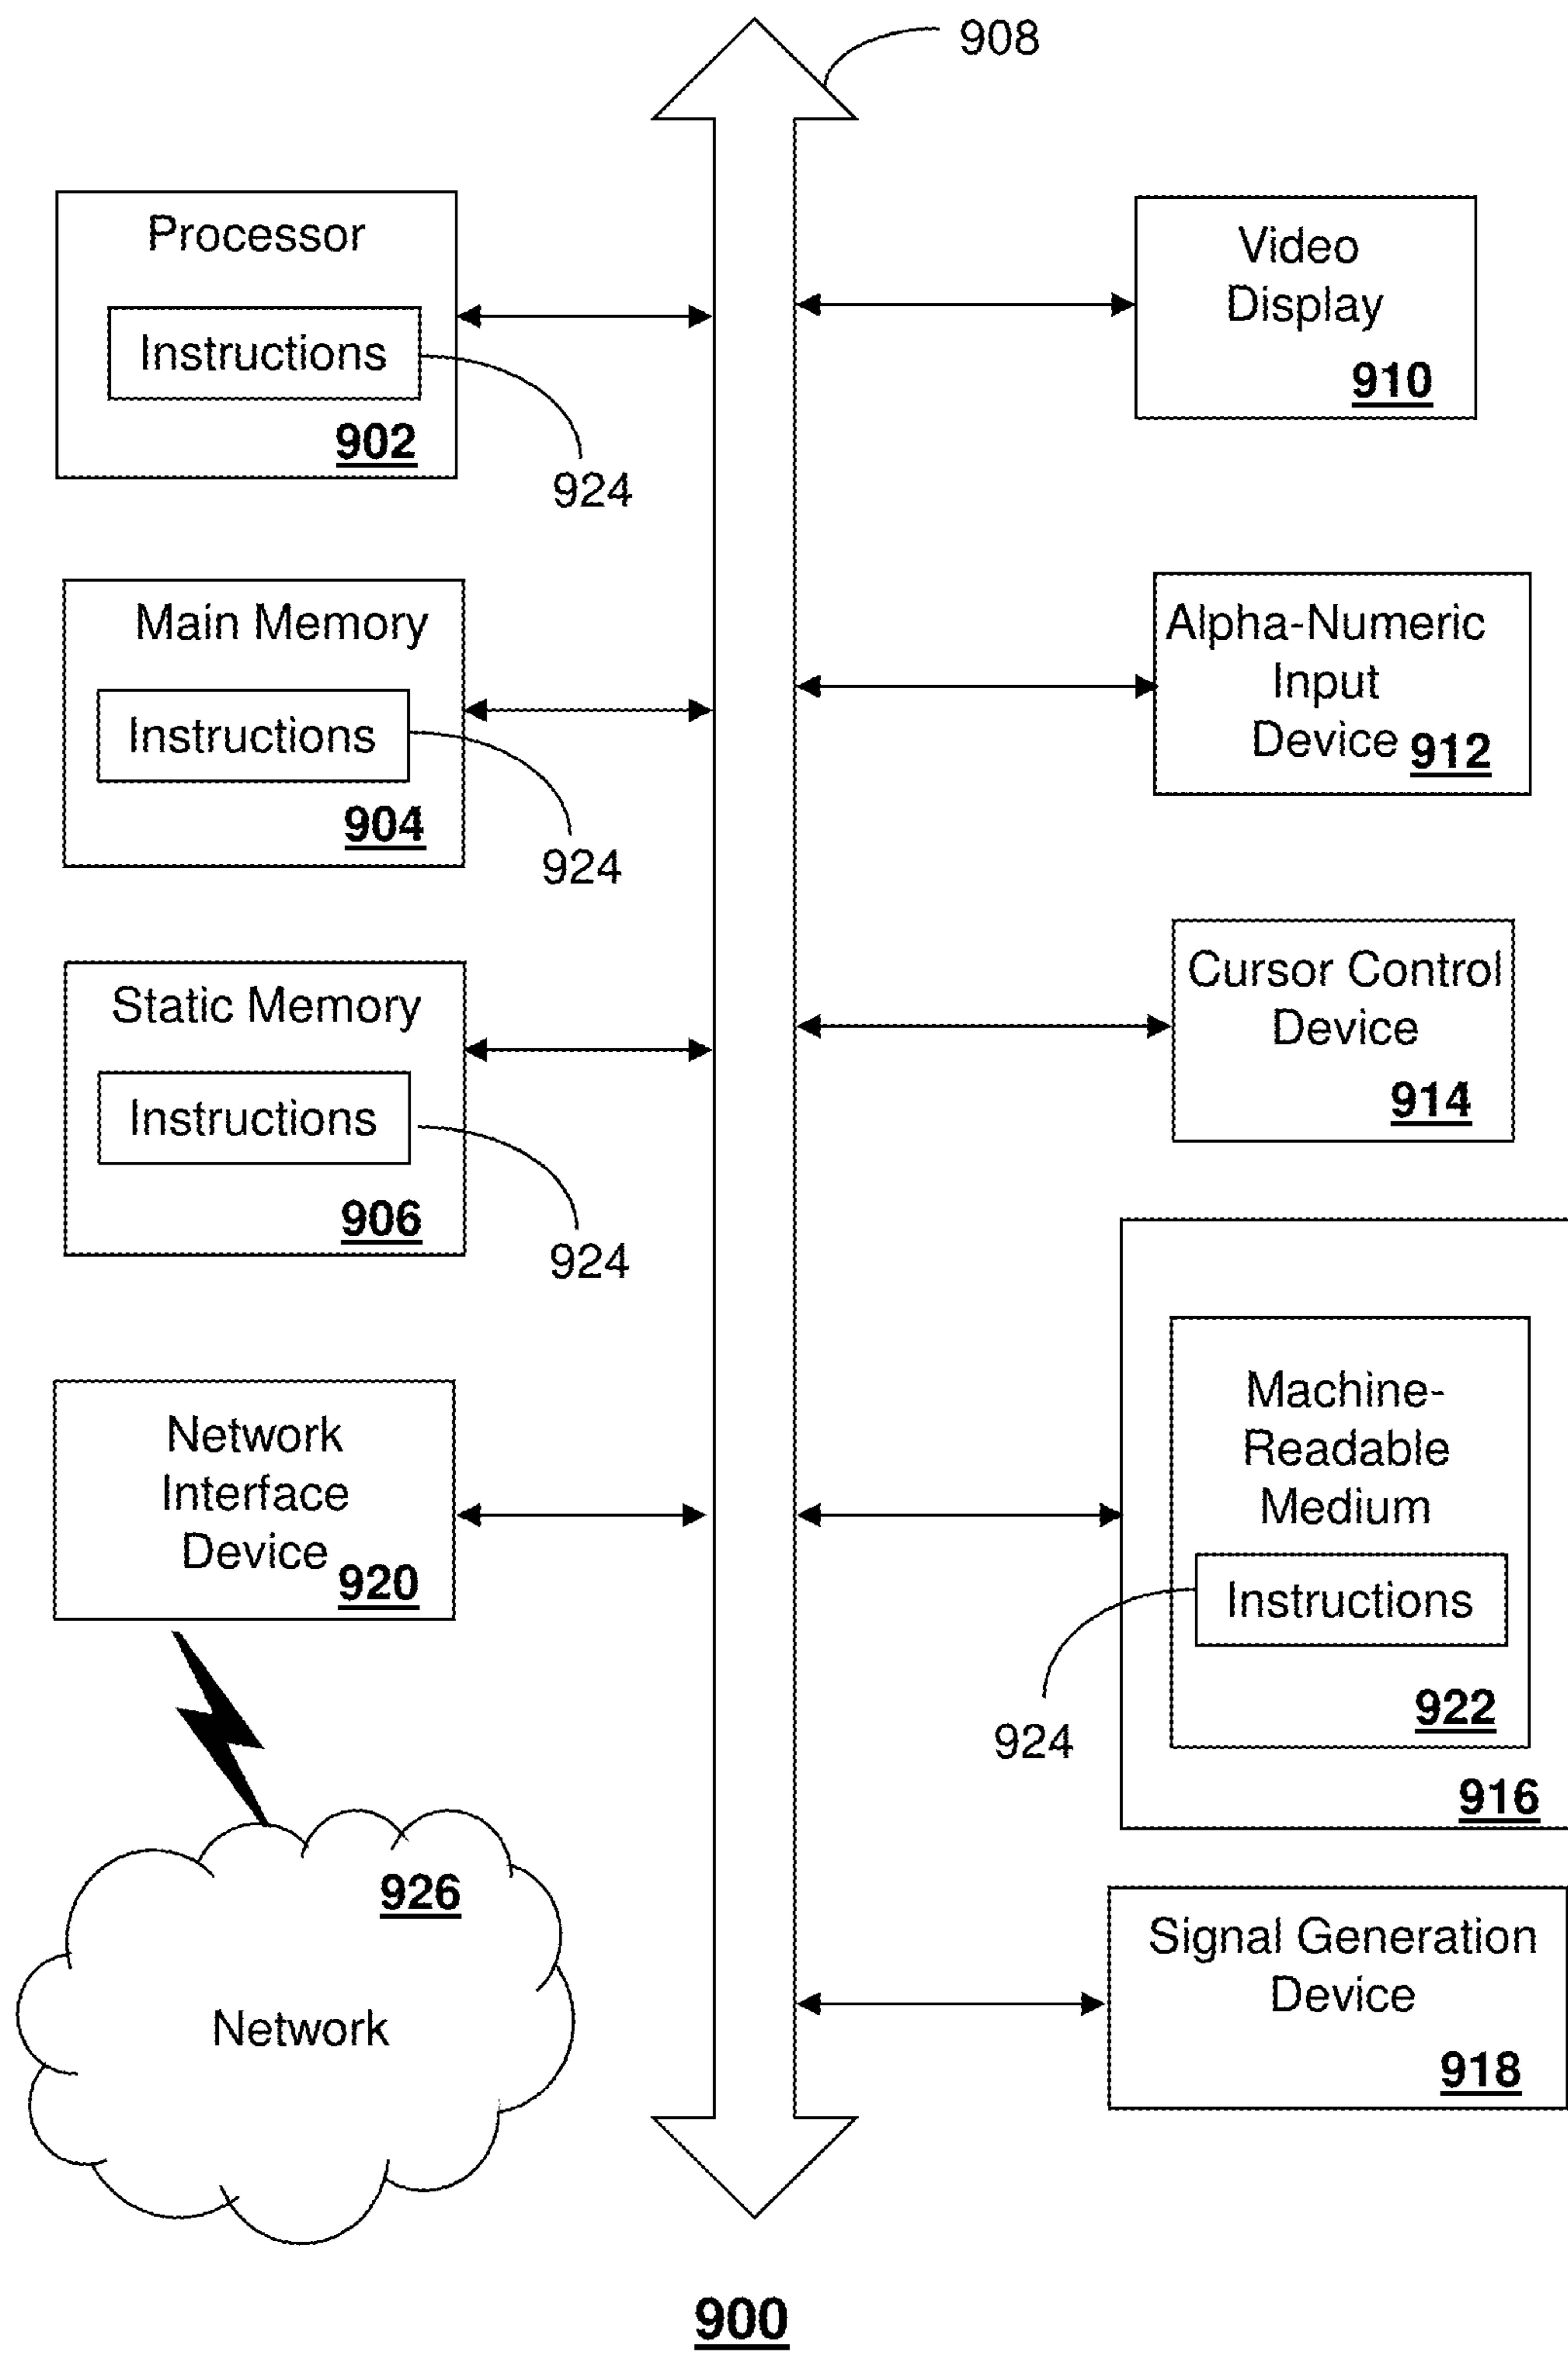 908
Processor
Instructions
902
924
Video
Display
910
Main Memory
Instructions
904
924
Alpha-Numeric
Input
Device 912
Static Memory
Instructions
906
924
Cursor Control
Device
914
Network
Interface
Device 920
Machine-
Readable
Medium
Instructions
924
922
916
926
Network
Signal Generation
Device
918
900